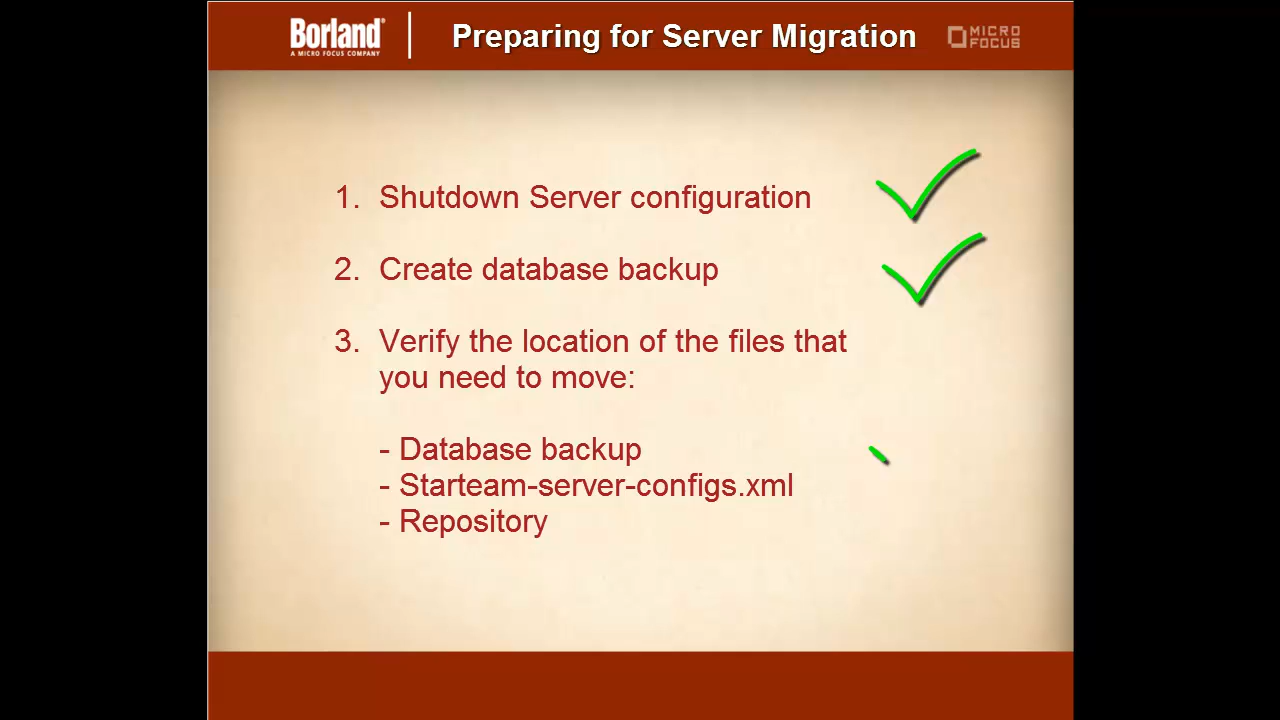 Borland®
A MICRO FOCUS COMPANY
Preparing for Server Migration
MICRO
FOCUS
1. Shutdown Server configuration
2. Create database backup
3. Verify the location of the files that
you need to move:
- Database backup
- Starteam-server-configs.xml
- Repository